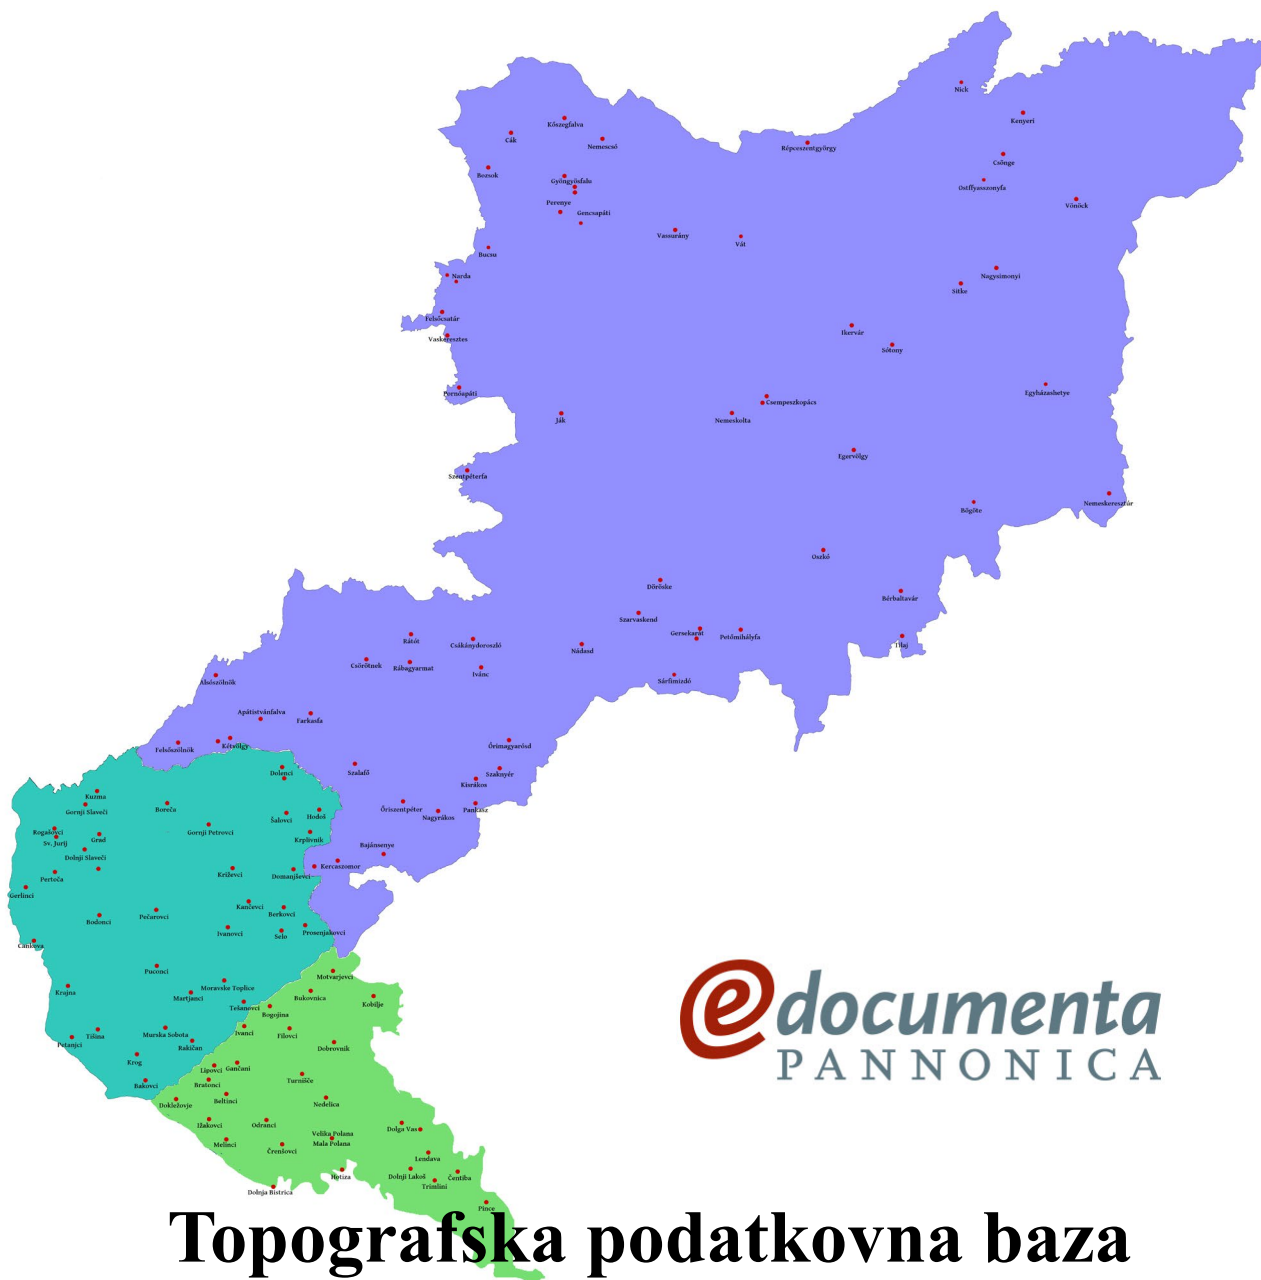 Nick
Kenyeri
Kőszegfalva
Cák
Nemescsó
Répceszentgyörgy
Csönge
Bozsok
Gyöngyösfalu
Ostffyasszonyfa
Perenye
Vönöck
Gencsapáti
Vassurány
Vát
Bucsu
Narda
Nagysimonyi
Sitke
Felsőcsatár
Ikervár
Vaskeresztes
Sótony
Pornóapáti
Egyházashetye
Csempeszkopács
Ják
Nemeskolta
Egervölgy
Szentpéterfa
Nemeskeresztúr
Bögöte
Oszkó
Döröske
Bérbaltavár
Szarvaskend
Gersekarát
Petőmihályfa
Rátót
Csákánydoroszló
Tilaj
Nádasd
Csörötnek
Rábagyarmat
Ivánc
Alsószölnök
Sárfimizdó
Apátistvánfalva
Farkasfa
Felsőszölnök
Kétvölgy
Őrimagyarósd
Szalafő
Szaknyér
Dolenci
Kisrákos
Kuzma
Gornji Slaveči
Boreča
Őriszentpéter
Nagyrákos
Pankasz
Šalovci
Hodoš
Rogašovci
Sv. Jurij
Grad
Gornji Petrovci
Krplivnik
Dolnji Slaveči
Bajánsenye
Kercaszomor
Pertoča
Križevci
Domanjševci
Gerlinci
Kančevci
Berkovci
Bodonci
Pečarovci
Ivanovci
Selo
Prosenjakovci
Cankova
Puconci
Motvarjevci
Krajna
Martjanci
Moravske Toplice
Bukovnica
Kobilje
Tešanovci
Bogojina
Petanjci
Tišina
Murska Sobota
Rakičan
Ivanci
Filovci
Dobrovnik
Krog
Lipovci
Gančani
Bakovci
Bratonci
Turnišče
Dokležovje
Beltinci
Nedelica
Ižakovci
Odranci
Velika Polana
Mala Polana
Dolga Vas
Melinci
Črenšovci
Lendava
Hotiza
Dolnji Lakoš
Čentiba
Trimlini
Dolnja Bistrica
Pince
e documenta
PANNONICA
Topografska podatkovna baza